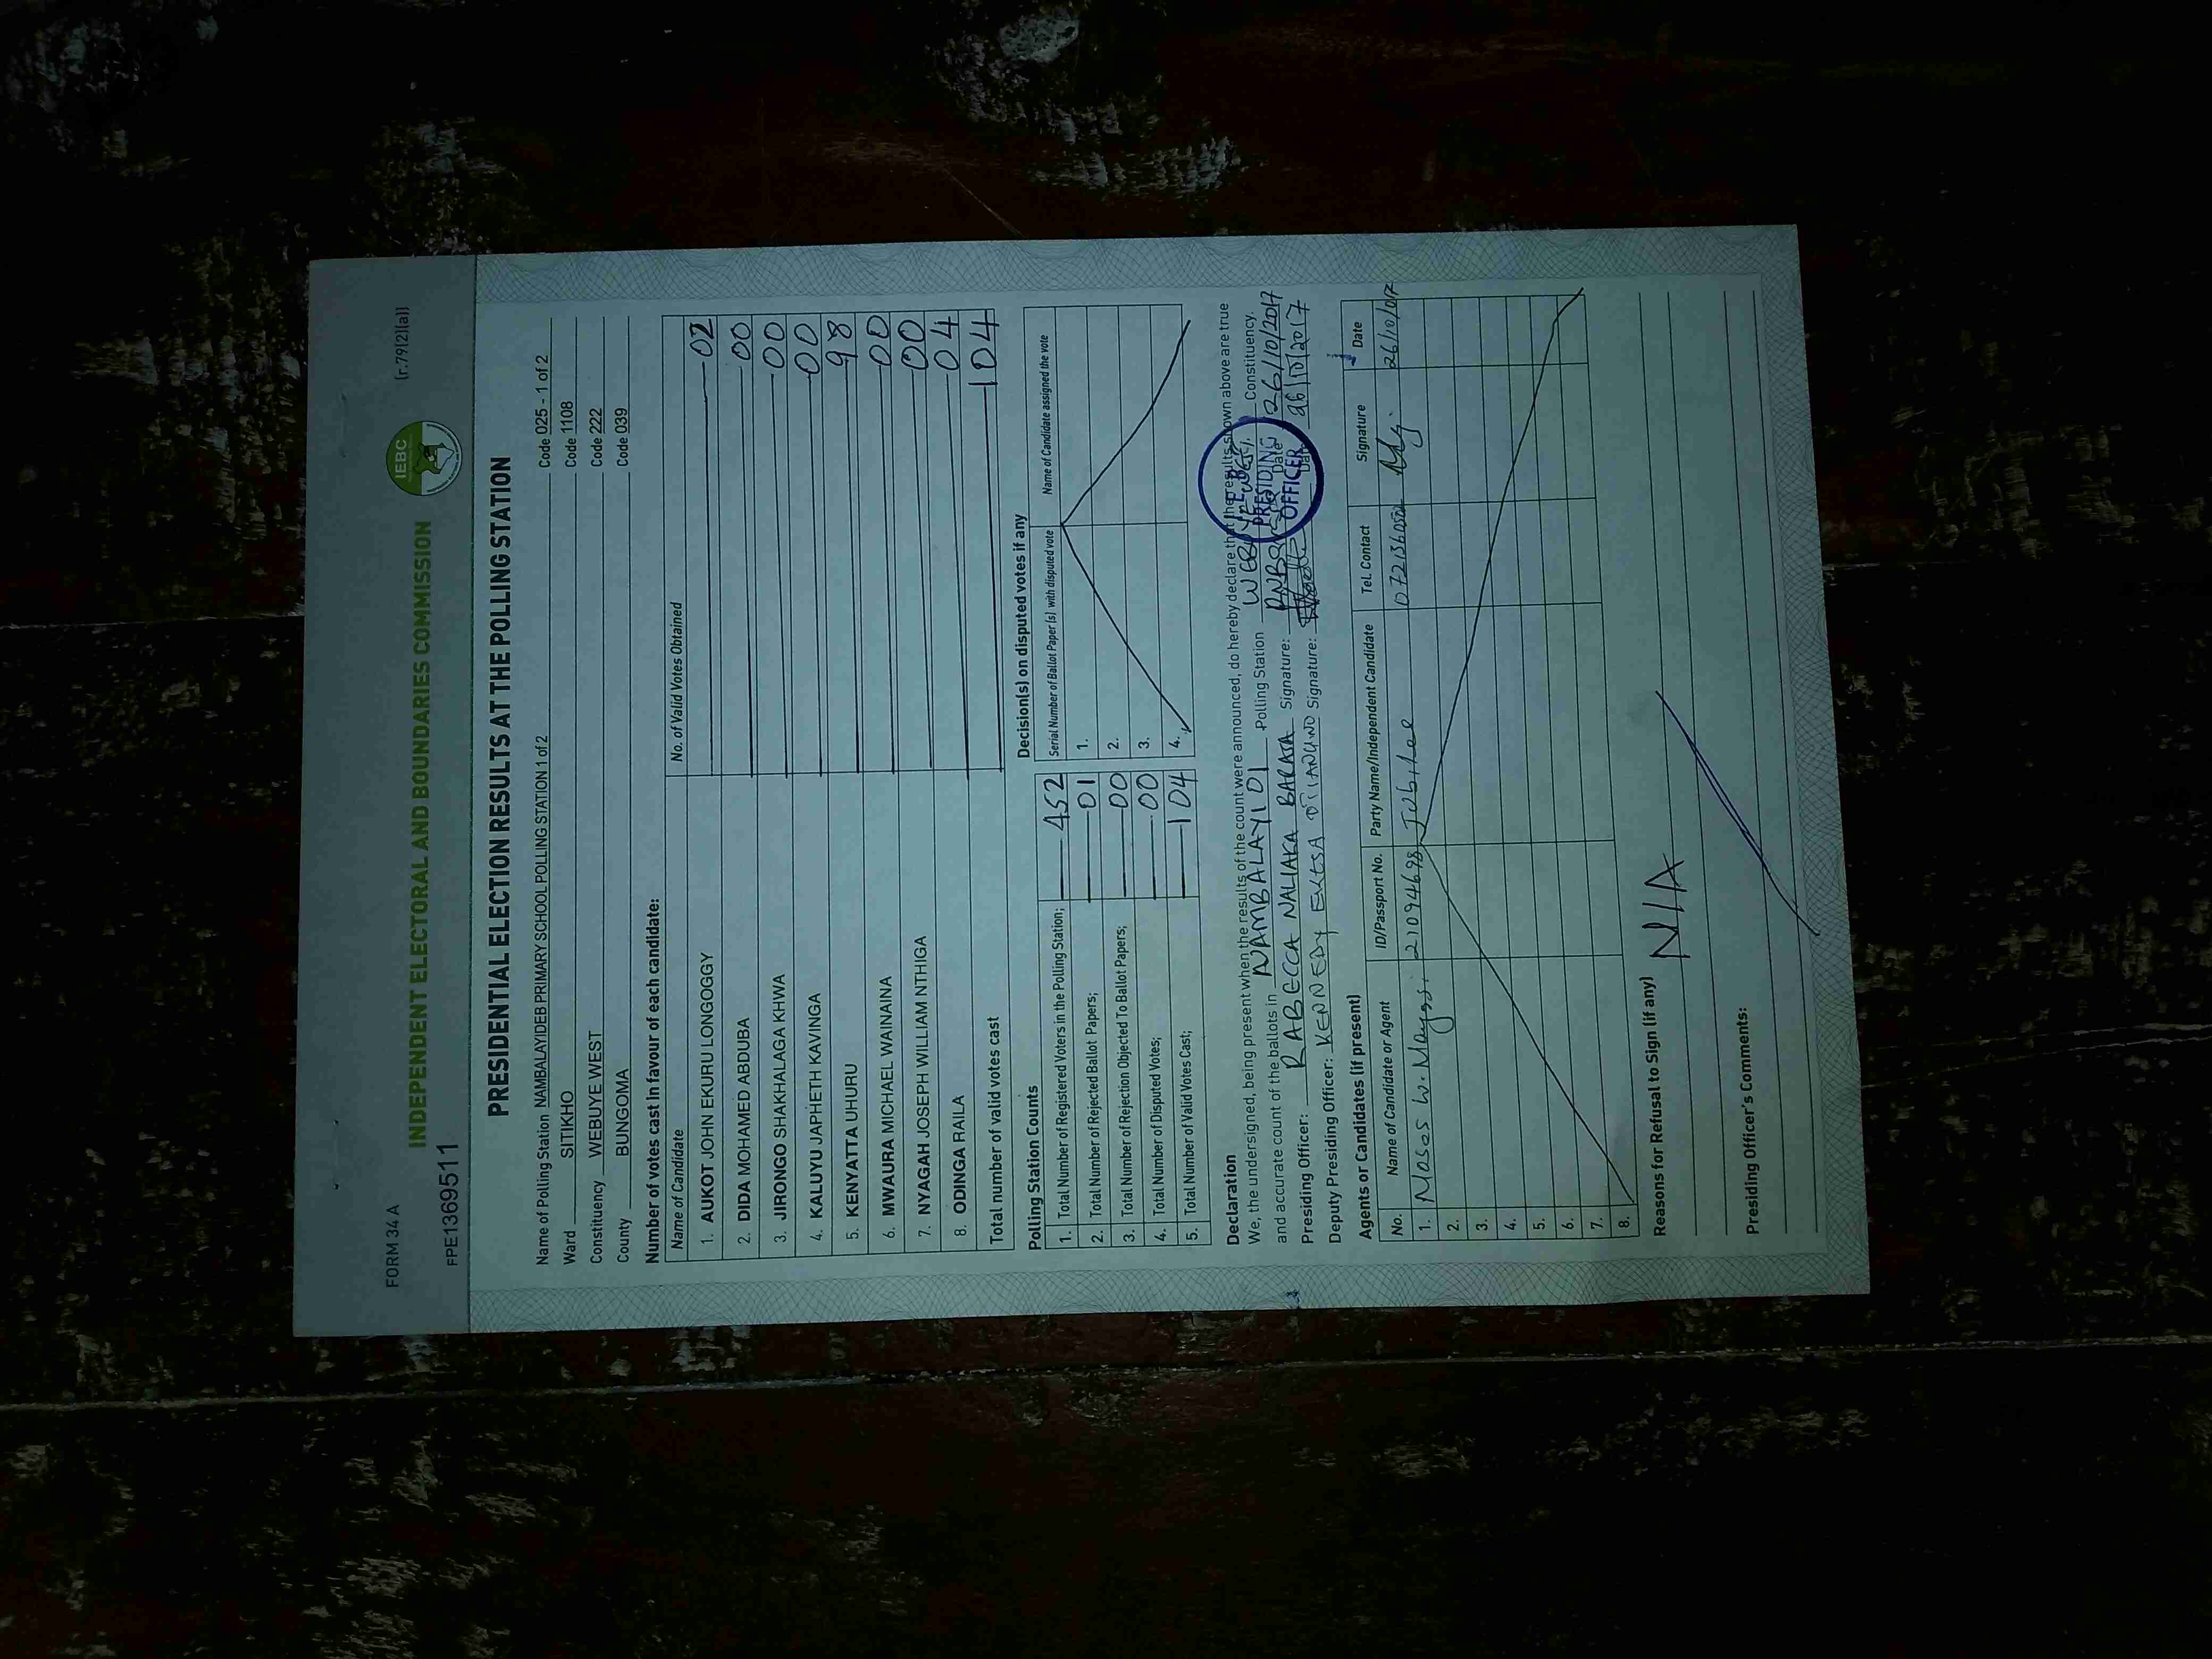 FORM 34 A (r.79(2)(a))
IEBC
INDEPENDENT ELECTORAL AND BOUNDARIES COMMISSION
FPE1369511
PRESIDENTIAL ELECTION RESULTS AT THE POLLING STATION
Name of Polling Station NAMBALAYIDEB PRIMARY SCHOOL POLLING STATION 1 of 2 Code 025 - 1 of 2
Ward SITIKHO Code 1108
Constituency WEBUYE WEST Code 222
County BUNGOMA Code 039
Number of votes cast in favour of each candidate:
Name of Candidate No. of Valid Votes Obtained
1. AUKOT JOHN EKURU LONGOGGY 02
2. DIDA MOHAMED ABDUBA 00
3. JIRONGO SHAKHALAGA KHWA 00
4. KALUYU JAPHETH KAVINGA 00
5. KENYATTA UHURU 98
6. MWAURA MICHAEL WAINAINA 00
7. NYAGAH JOSEPH WILLIAM NTHIGA 00
8. ODINGA RAILA 04
Total number of valid votes cast 104
Polling Station Counts
1. Total Number of Registered Voters in the Polling Station; 452
2. Total Number of Rejected Ballot Papers; 01
3. Total Number of Rejection Objected To Ballot Papers; 00
4. Total Number of Disputed Votes; 00
5. Total Number of Valid Votes Cast; 104
Decision(s) on disputed votes if any
Serial Number of Ballot Paper (s) with disputed vote Name of Candidate assigned the vote
1.
2.
3.
4.
Declaration
We, the undersigned, being present when the results of the count were announced, do hereby declare that the results shown above are true
and accurate count of the ballots in NAMBALAYI 01 Polling Station Constituency.
Presiding Officer: RABECCA NALIAKA BARASA Signature: Date 26/10/2017
Deputy Presiding Officer: KENNEDY Signature: Date 26/10/2017
PRESIDING
OFFICER
Agents or Candidates (if present)
No. Name of Candidate or Agent ID/Passport No. Party Name/Independent Candidate Tel. Contact Signature Date
1. Moses W. 21094698 Jubilee 26/10/017
2.
3.
4.
5.
6.
7.
8.
Reasons for Refusal to Sign (if any)
N/A
Presiding Officer's Comments: